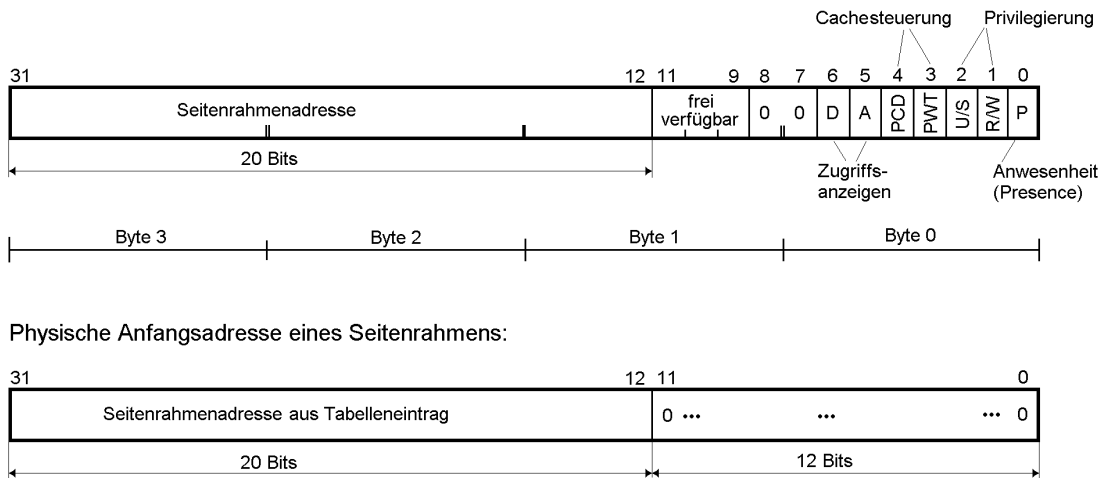 Cachesteuerung Privilegierung
31 12 11 9 8 7 6 5 4 3 2 1 0
Seitenrahmenadresse frei verfügbar 0 0 D A PCD PWT U/S R/W P
20 Bits
Zugriffs-
anzeigen
Anwesenheit
(Presence)
Byte 3 Byte 2 Byte 1 Byte 0
Physische Anfangsadresse eines Seitenrahmens:
31 12 11 0
Seitenrahmenadresse aus Tabelleneintrag 0 ••• ••• ••• 0
20 Bits 12 Bits